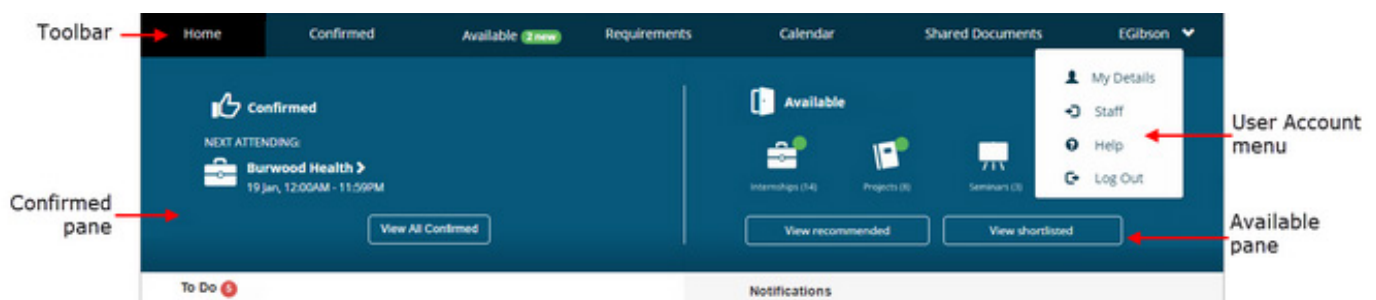 Toolbar
Home Confirmed Available 2 new Requirements Calendar Shared Documents EGibson
My Details
Staff
Help
Log Out
User Account
menu
Confirmed
NEXT ATTENDING:
Burwood Health
19 Jan, 12:00AM - 11:59PM
View All Confirmed
Confirmed
pane
Available
Internships (14) Projects (8) Seminars (3)
View recommended View shortlisted
Available
pane
To Do 5
Notifications